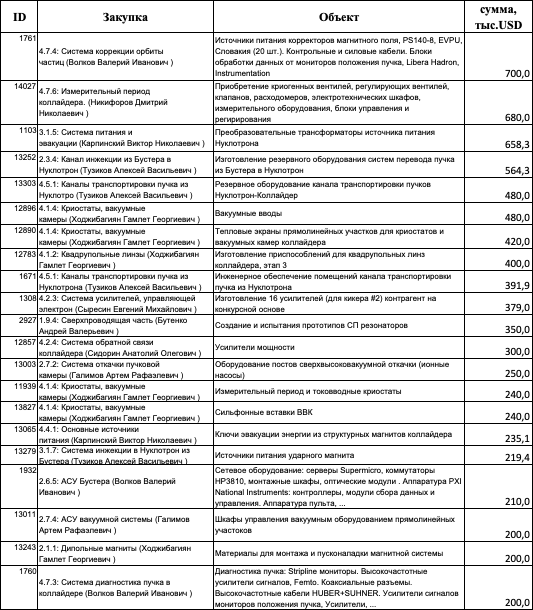 ID Закупка Объект сумма,
тыс.USD
1761 4.7.4: Система коррекции орбиты
частиц (Волков Валерий Иванович )
Источники питания корректоров магнитного поля, PS140-8, EVPU,
Словакия (20 шт.). Контрольные и силовые кабели. Блоки
обработки данных от мониторов положения пучка, Libera Hadron,
Instrumentation
700,0
14027 4.7.6: Измерительный период
коллайдера. (Никифоров Дмитрий
Николаевич )
Приобретение криогенных вентилей, регулирующих вентилей,
клапанов, расходомеров, электротехнических шкафов,
измерительного оборудования, блоки управления и
регирирования
680,0
1103 3.1.5: Система питания и
эвакуации (Карпинский Виктор Николаевич )
Преобразовательные трансформаторы источника питания
Нуклотрона
658,3
13252 2.3.4: Канал инжекции из Бустера в
Нуклотрон (Тузиков Алексей Васильевич )
Изготовление резервного оборудования систем перевода пучка
из Бустера в Нуклотрон
564,3
13303 4.5.1: Каналы транспортировки пучка из
Нуклотро (Тузиков Алексей Васильевич )
Резервное оборудование канала транспортировки пучков
Нуклотрон-Коллайдер
480,0
12896 4.1.4: Криостаты, вакуумные
камеры (Ходжибагиян Гамлет Георгиевич )
Вакуумные вводы
480,0
12890 4.1.4: Криостаты, вакуумные
камеры (Ходжибагиян Гамлет Георгиевич )
Тепловые экраны прямолинейных участков для криостатов и
вакуумных камер коллайдера
420,0
12783 4.1.2: Квадрупольные линзы (Ходжибагиян
Гамлет Георгиевич )
Изготовление приспособлений для квадрупольных линз
коллайдера, этап 3
400,0
1671 4.5.1: Каналы транспортировки пучка из
Нуклотрона (Тузиков Алексей Васильевич )
Инженерное обеспечение помещений канала транспортировки
пучка из Нуклотрона
391,9
1308 4.2.3: Система усилителей, управляющей
электрон (Сыресин Евгений Михайлович )
Изготовление 16 усилителей (для кикера #2) контрагент на
конкурсной основе
379,0
2927 1.9.4: Сверхпроводящая часть (Бутенко
Андрей Валерьевич )
Создание и испытания прототипов СП резонаторов
350,0
12857 4.2.4: Система обратной связи
коллайдера (Сидорин Анатолий Олегович )
Усилители мощности
300,0
13003 2.7.2: Система откачки пучковой
камеры (Галимов Артем Рафаэлевич )
Оборудование постов сверхвысоковакуумной откачки (ионные
насосы)
250,0
11939 4.1.4: Криостаты, вакуумные
камеры (Ходжибагиян Гамлет Георгиевич )
Измерительный период и токовводные криостаты
240,0
13827 4.1.4: Криостаты, вакуумные
камеры (Ходжибагиян Гамлет Георгиевич )
Сильфонные вставки ВВК
240,0
13065 4.4.1: Основные источники
питания (Карпинский Виктор Николаевич )
Ключи эвакуации энергии из структурных магнитов коллайдера
235,1
13279 3.1.7: Система инжекции в Нуклотрон из
Бустера (Тузиков Алексей Васильевич )
Источники питания ударного магнита
219,4
1932 2.6.5: АСУ Бустера (Волков Валерий
Иванович )
Сетевое оборудование: серверы Supermicro, коммутаторы
HP3810, монтажные шкафы, оптические модули . Аппаратура PXI
National Instruments: контроллеры, модули сбора данных и
управления. Аппаратура пульта, ...
210,0
13011 2.7.4: АСУ вакуумной системы (Галимов
Артем Рафаэлевич )
Шкафы управления вакуумным оборудованием прямолинейных
участоков
200,0
13243 2.1.1: Дипольные магниты (Ходжибагиян
Гамлет Георгиевич )
Материалы для монтажа и пусконаладки магнитной системы
200,0
1760 4.7.3: Система диагностика пучка в
коллайдере (Волков Валерий Иванович )
Диагностика пучка: Stripline мониторы. Высокочастотные
усилители сигналов, Femto. Коаксиальные разъемы.
Высокочастотные кабели HUBER+SUHNER. Усилители сигналов
мониторов положения пучка, Усилители, ...
200,0